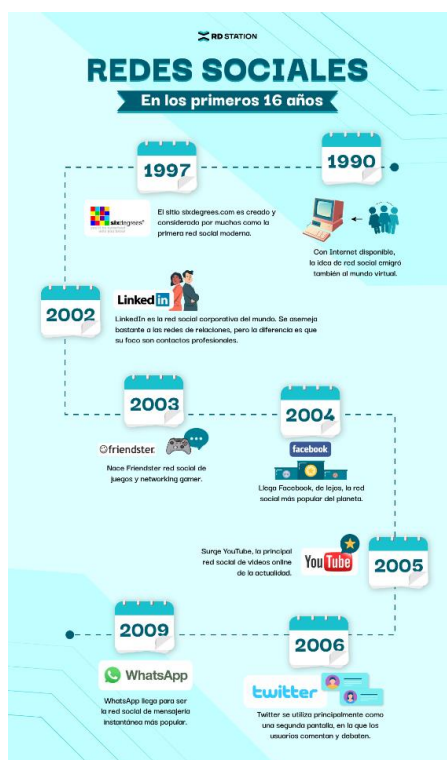 RD STATION
REDES SOCIALES
En los primeros 16 años
1990
Con Internet disponible,
la idea de red social emigró
también al mundo virtual.
1997
sixdegrees
El sitio sixdegrees.com es creado y
considerada por muchos como la
primera red social moderna.
2002
Linked in
LinkedIn es la red social corporativa del mundo. Se asemeja
bastante a las redes de relaciones, pero la diferencia es que
su foco son contactos profesionales.
2003
friendster
Nace Friendster red social de
juegos y networking gamer.
2004
facebook
Llega Facebook, de lejos, la red
social más popular del planeta.
2005
YouTube
Surge YouTube, la principal
red social de videos online
de la actualidad.
2006
twitter
Twitter se utiliza principalmente como
una segunda pantalla, en la que los
usuarios comentan y debaten.
2009
WhatsApp
WhatsApp llega para ser
la red social de mensajería
instantánea más popular.